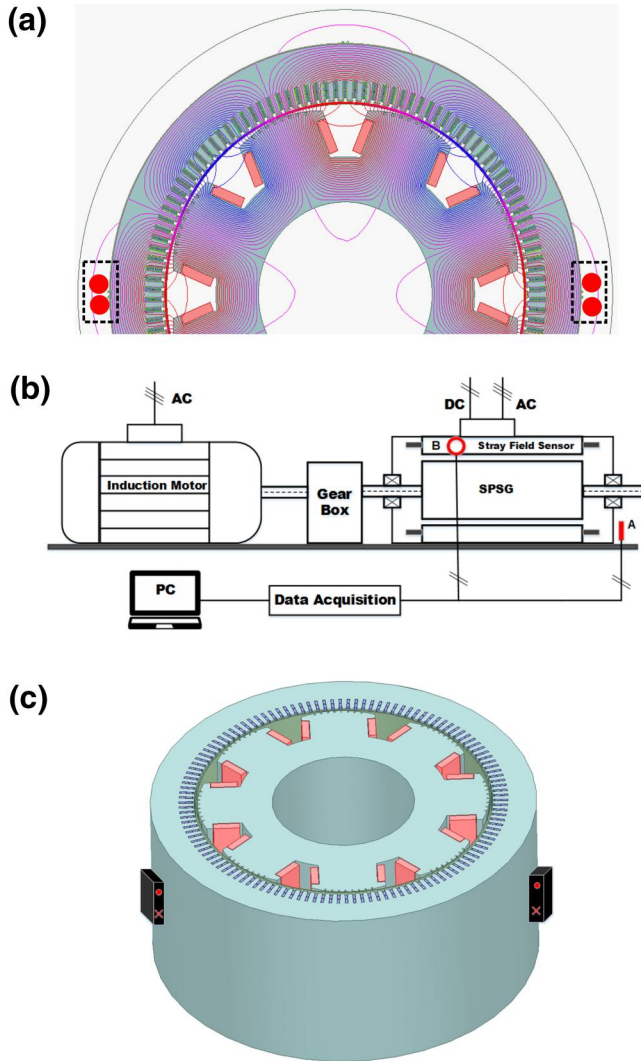 (a)
(b)
AC
DC
AC
B
Stray Field Sensor
Induction Motor
Gear
Box
SPSG
A
PC
Data Acquisition
(c)